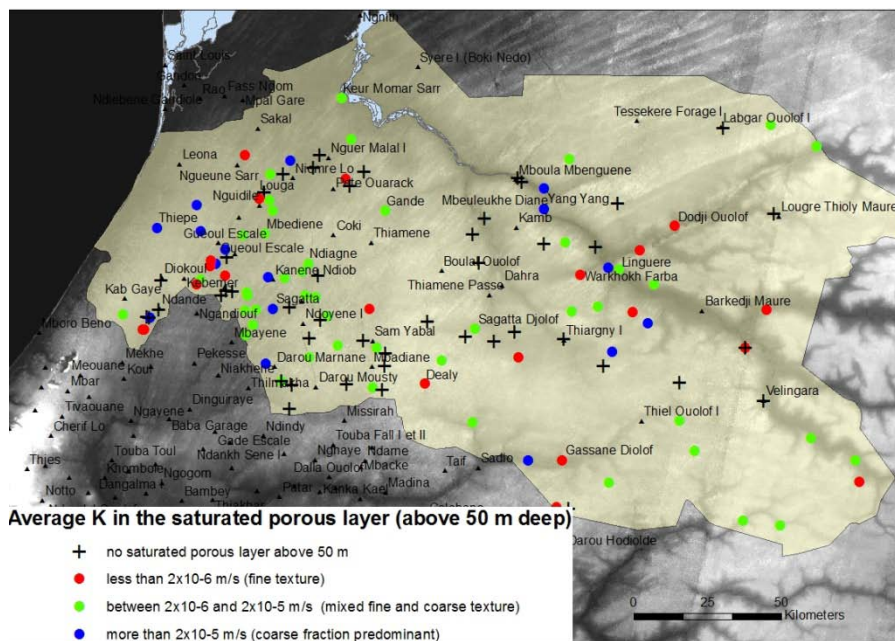 Ngnith
Saint Louis
Syere I (Boki Nedo)
Gandon
Rao
Fass Ndom
Keur Momar Sarr
Ndiebene Gandiole
Mpal Gare
Tessekere Forage I
Labgar Ouolof I
Sakal
Nguer Malal I
Leona
Niomre Lo
Mboula Mbenguene
Ngueune Sarr
Pete Ouarack
Louga
Nguidile
Mbeuleukhe Diane
Yang Yang
Gande
Lougre Thioly Maure
Thiepe
Mbediene
Kamb
Dodji Ouolof
Gueoul Escale
Coki
Thiamene
Gueoul Escale
Ndiagne
Linguere
Boulal Ouolof
Diokoul
Kanene Ndiob
Warkhokh Farba
Kebemer
Dahra
Kab Gaye
Thiamene Passe
Ndande
Sagatta
Barkedji Maure
Ngandiouf
Ndoyene I
Sagatta Djolof
Mboro Beno
Mbayene
Sam Yabal
Thiargny I
Mekhe
Pekesse
Darou Marnane
Mbadiane
Meouane
Kour
Niakhene
Mbar
Thilmakha
Darou Mousty
Dealy
Velingara
Dinguiraye
Tivaouane
Ngayene
Missirah
Thiel Ouolof I
Cherif Lo
Baba Garage
Gade Escale
Ndindy
Touba Fall I et II
Touba Toul
Ndankh Sene I
Nghaye
Ndame
Gassane Djolof
Thies
Khombole
Dalla Ouolof
Mbacke
Taif
Sadio
Ngogom
Dangalma
Notto
Bambey
Patar
Kanka Kael
Madina
Thiakhar
Average K in the saturated porous layer (above 50 m deep)
Darou Hodiolde
no saturated porous layer above 50 m
less than 2x10-6 m/s (fine texture)
between 2x10-6 and 2x10-5 m/s (mixed fine and coarse texture)
more than 2x10-5 m/s (coarse fraction predominant)
0 25 50
Kilometers